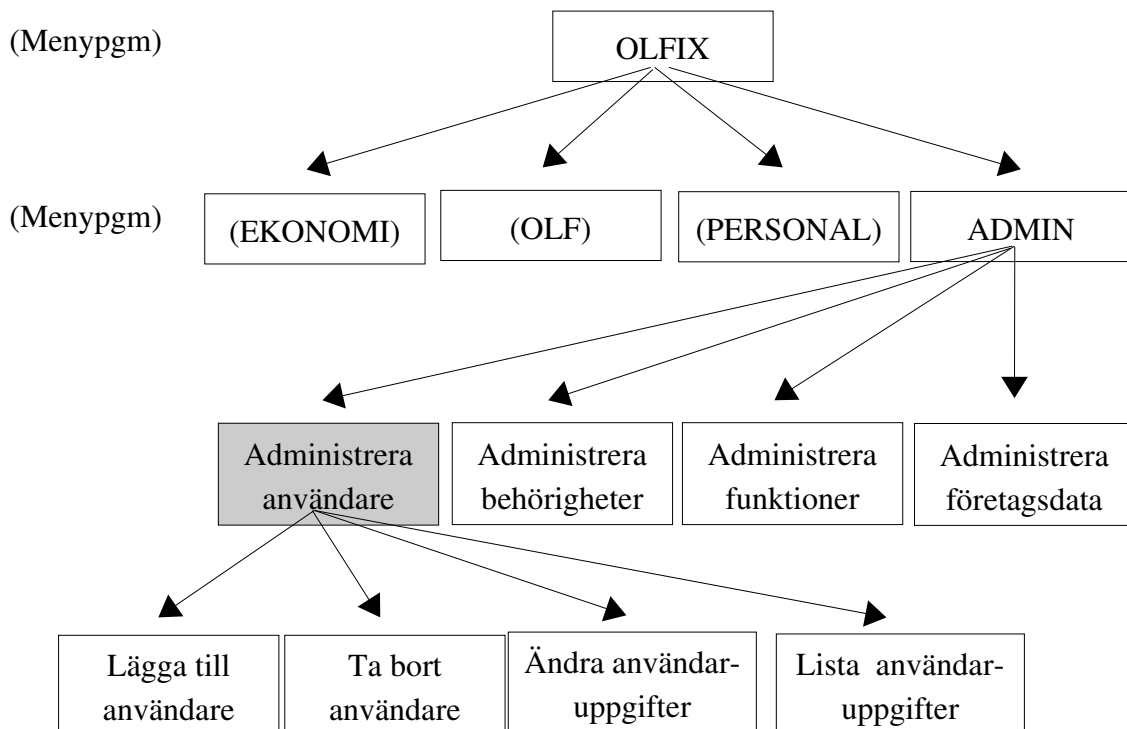 (Menypgm)
OLFIX
(Menypgm)
(EKONOMI)
(OLF)
(PERSONAL)
ADMIN
Administrera
användare
Administrera
behörigheter
Administrera
funktioner
Administrera
företagsdata
Lägga till
användare
Ta bort
användare
Ändra användar-
uppgifter
Lista användar-
uppgifter